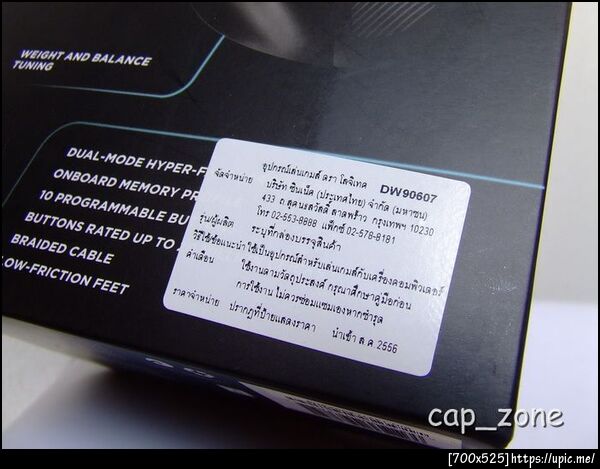 WEIGHT AND BALANCE
TUNING
DUAL-MODE HYPER-F
ONBOARD MEMORY PR
10 PROGRAMMABLE BU
BUTTONS RATED UP TO
BRAIDED CABLE
LOW-FRICTION FEET
อุปกรณ์เล่นเกมส์ ตรา โลจิเทค DW90607
จัดจำหน่าย บริษัท ซินเน็ค (ประเทศไทย) จำกัด (มหาชน)
433 ถ.สุคนธสวัสดิ์ ลาดพร้าว กรุงเทพฯ 10230
โทร 02-553-8888 แฟ็กซ์ 02-578-8181
รุ่น/ผู้ผลิต ระบุที่กล่องบรรจุสินค้า
วิธีใช้/ข้อแนะนำ ใช้เป็นอุปกรณ์สำหรับเล่นเกมส์กับเครื่องคอมพิวเตอร์
คำเตือน ใช้งานตามวัตถุประสงค์ กรุณาศึกษาคู่มือก่อน
การใช้งาน ไม่ควรซ่อมแซมเองหากชำรุด
ราคาจำหน่าย ปรากฏที่ป้ายแสดงราคา นำเข้า ส.ค 2556
cap_zone
[700x525]https://upic.me/